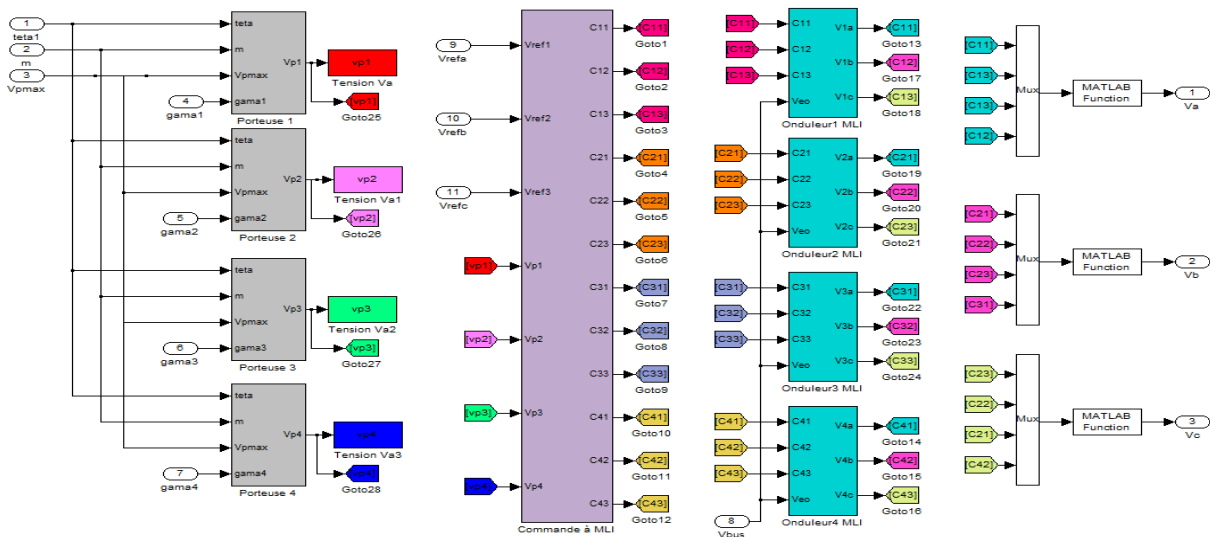 1
teta1
2
m
3
Vpmax
4
gama1
teta
m
Vpmax
gama1
Vp1
Porteuse 1
vp1
Tension Va
[vp1]
Goto25
5
gama2
teta
m
Vpmax
gama2
Vp2
Porteuse 2
vp2
Tension Va1
[vp2]
Goto26
6
gama3
teta
m
Vpmax
gama3
Vp3
Porteuse 3
vp3
Tension Va2
[vp3]
Goto27
7
gama4
teta
m
Vpmax
gama4
Vp4
Porteuse 4
vp4
Tension Va3
[vp4]
Goto28
9
Vrefa
10
Vrefb
11
Vrefc
[vp1]
[vp2]
[vp3]
[vp4]
Vref1
Vref2
Vref3
Vp1
Vp2
Vp3
Vp4
C11
C12
C13
C21
C22
C23
C31
C32
C33
C41
C42
C43
Commande à MLI
[C11]
Goto1
[C12]
Goto2
[C13]
Goto3
[C21]
Goto4
[C22]
Goto5
[C23]
Goto6
[C31]
Goto7
[C32]
Goto8
[C33]
Goto9
[C41]
Goto10
[C42]
Goto11
[C43]
Goto12
[C11]
[C12]
[C13]
C11
C12
C13
Veo
V1a
V1b
V1c
Onduleur1 MLI
[C11]
Goto13
[C12]
Goto17
[C13]
Goto18
[C21]
[C22]
[C23]
C21
C22
C23
Veo
V2a
V2b
V2c
Onduleur2 MLI
[C21]
Goto19
[C22]
Goto20
[C23]
Goto21
[C31]
[C32]
[C33]
C31
C32
C33
Veo
V3a
V3b
V3c
Onduleur3 MLI
[C31]
Goto22
[C32]
Goto23
[C33]
Goto24
[C41]
[C42]
[C43]
C41
C42
C43
Veo
V4a
V4b
V4c
Onduleur4 MLI
[C41]
Goto14
[C42]
Goto15
[C43]
Goto16
8
Vbus
[C11]
[C13]
[C13]
[C12]
Mux
MATLAB
Function
1
Va
[C21]
[C22]
[C23]
[C31]
Mux
MATLAB
Function
2
Vb
[C23]
[C22]
[C21]
[C42]
Mux
MATLAB
Function
3
Vc